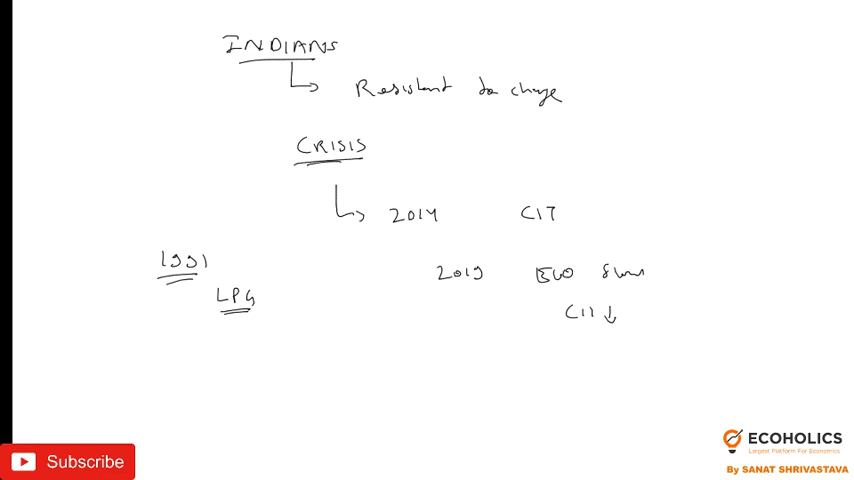 INDIANS
Resistant to change
CRISIS
2014 CIT
1991
2019 ECO
LPG
CIT ↓
Subscribe
ECOHOLICS
Largest Platform For Economics
By SANAT SHRIVASTAVA